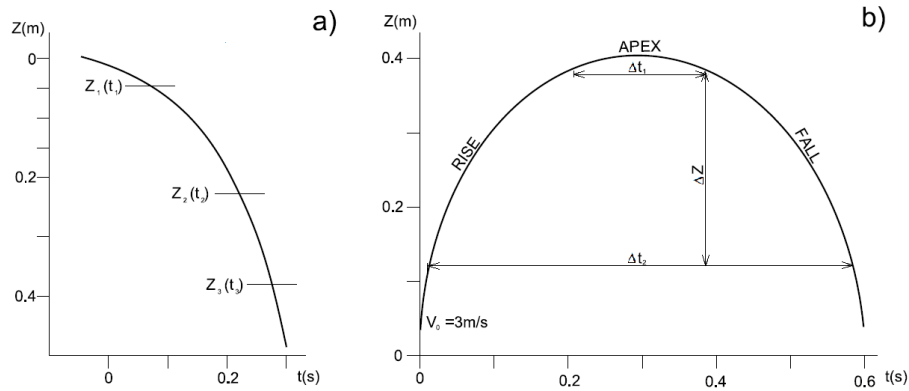 a)
Z(m)
0
Z₁(t₁)
0.2
Z₂(t₂)
Z₃(t₃)
0.4
0
0.2
t(s)
b)
Z(m)
APEX
0.4
Δt₁
RISE
FALL
ΔZ
0.2
Δt₂
V₀ =3m/s
0
0
0.2
0.4
0.6
t(s)